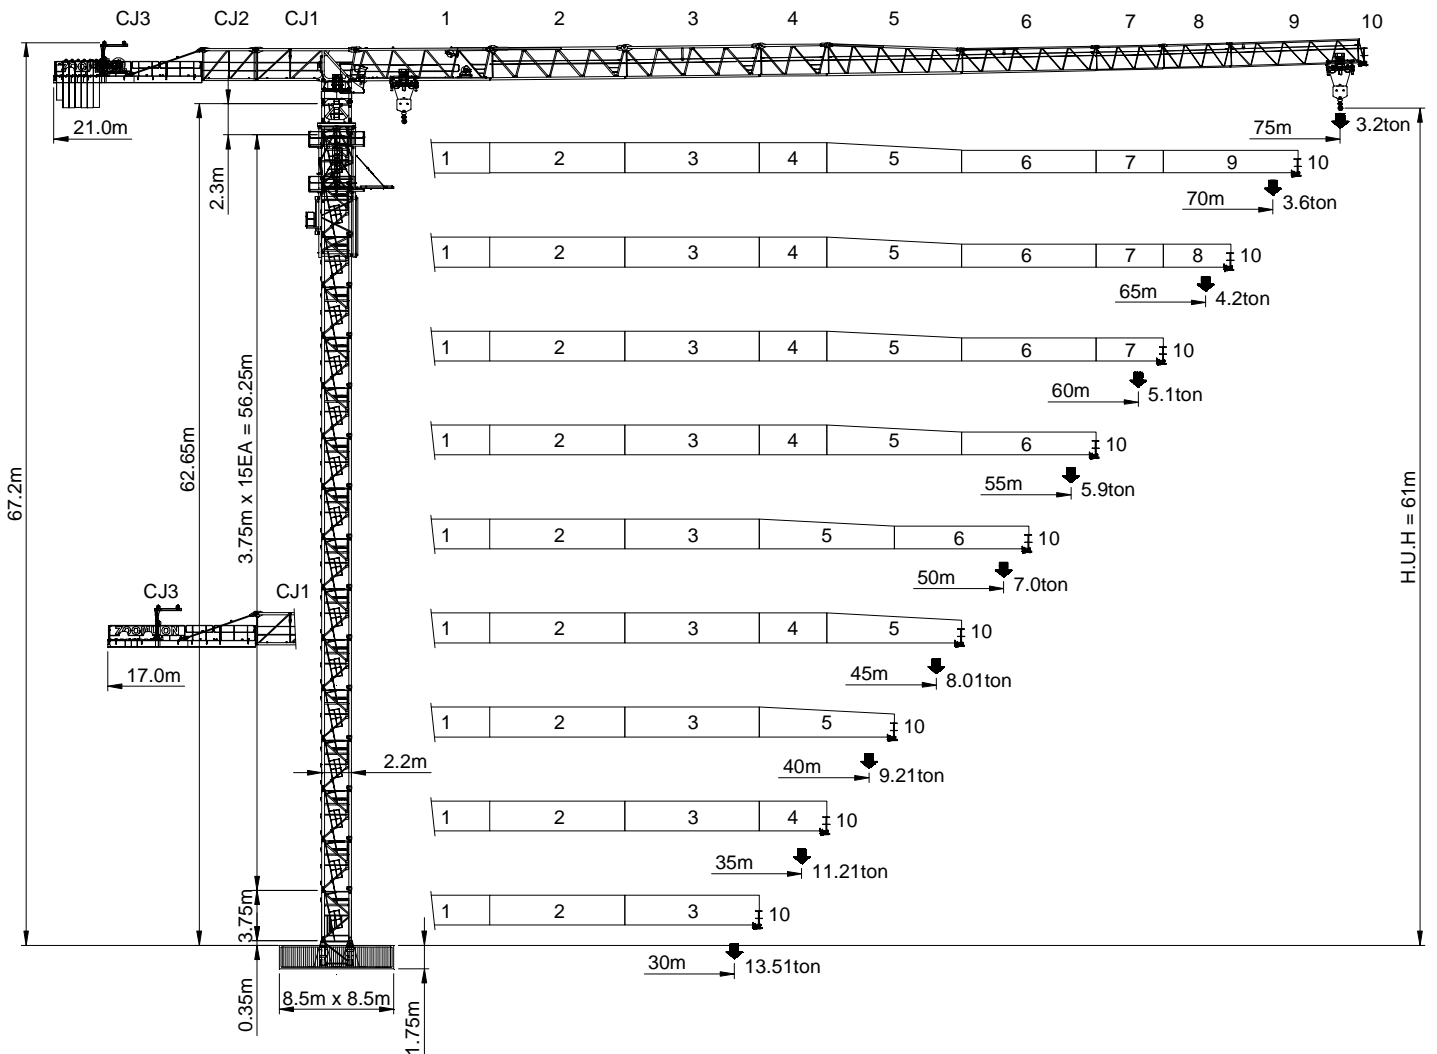 CJ3 CJ2 CJ1 1 2 3 4 5 6 7 8 9 10
21.0m
75m 3.2ton
1 2 3 4 5 6 7 9 10
2.3m
70m 3.6ton
1 2 3 4 5 6 7 8 10
65m 4.2ton
1 2 3 4 5 6 7 10
60m 5.1ton
67.2m
62.65m
3.75m x 15EA = 56.25m
1 2 3 4 5 6 10
55m 5.9ton
H.U.H = 61m
1 2 3 5 6 10
50m 7.0ton
CJ3 CJ1
1 2 3 4 5 10
17.0m
45m 8.01ton
1 2 3 5 10
2.2m
40m 9.21ton
1 2 3 4 10
35m 11.21ton
3.75m
1 2 3 10
30m 13.51ton
8.5m x 8.5m
0.35m
1.75m